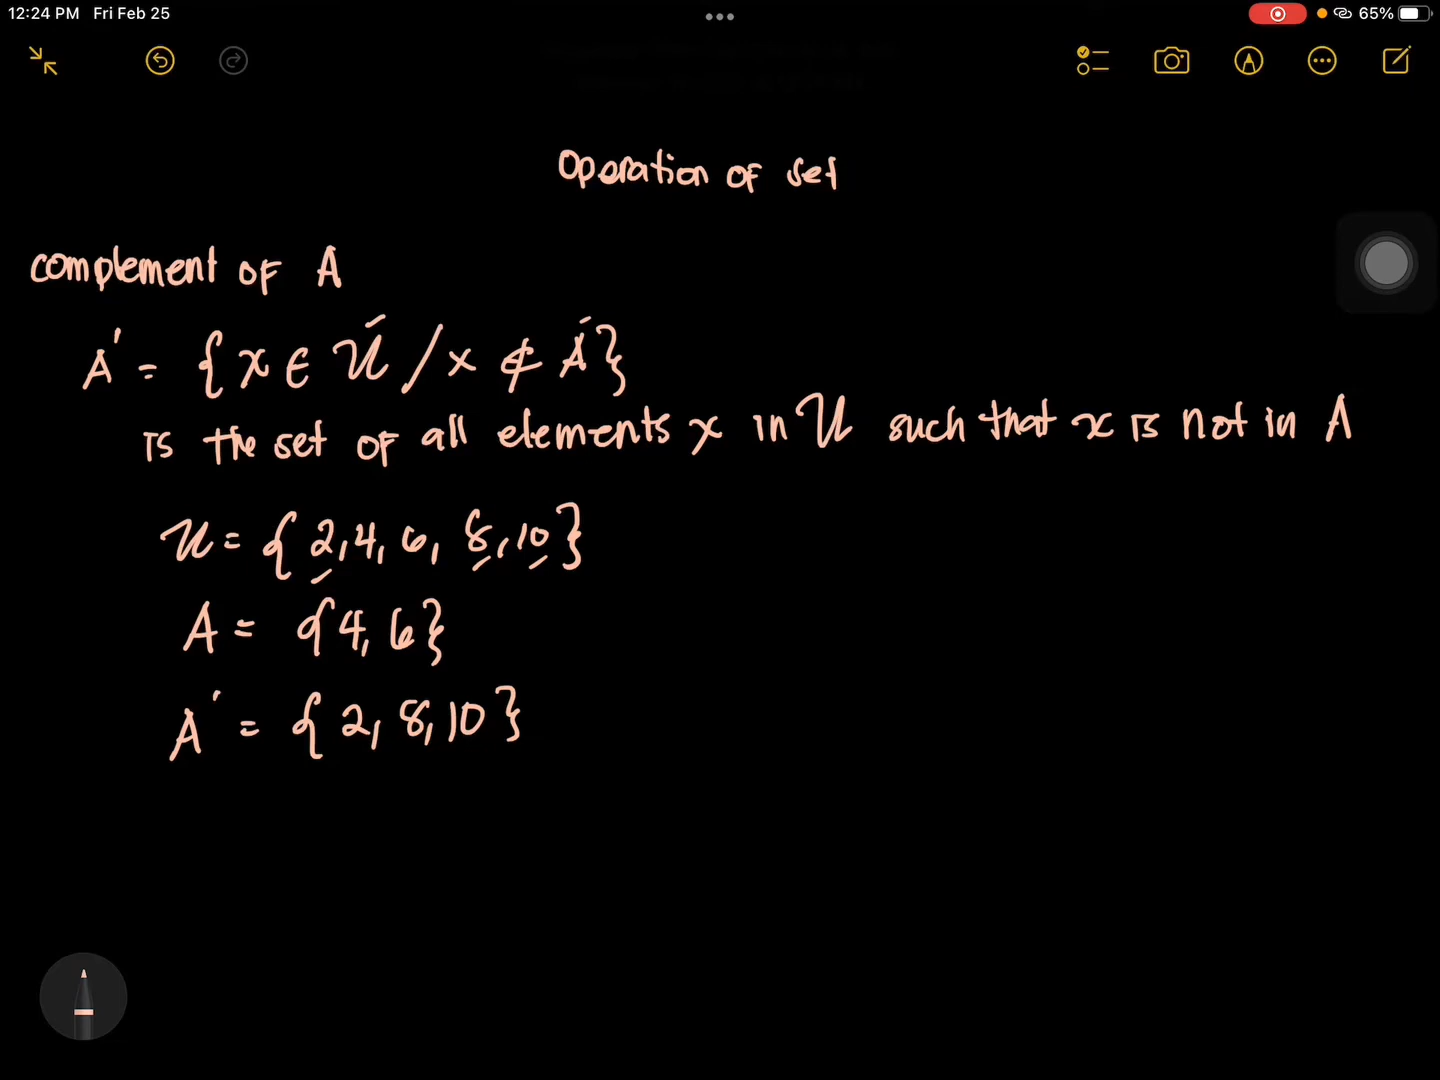 12:24 PM Fri Feb 25 65%
Operation of set
complement of A
A' = {x ∈ U / x ∉ A}
is the set of all elements x in U such that x is not in A
U = {2,4,6,8,10}
A = {4,6}
A' = {2,8,10}